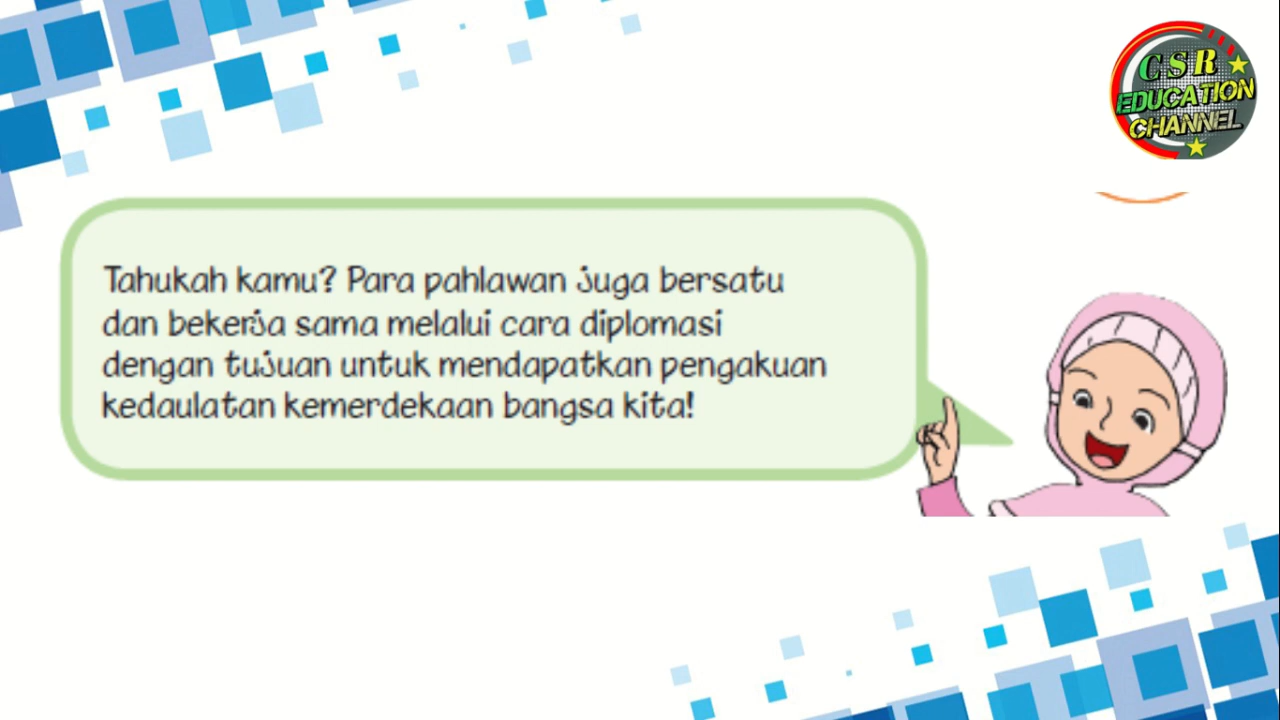 CSR
EDUCATION
CHANNEL
Tahukah kamu? Para pahlawan juga bersatu
dan bekerja sama melalui cara diplomasi
dengan tujuan untuk mendapatkan pengakuan
kedaulatan kemerdekaan bangsa kita!